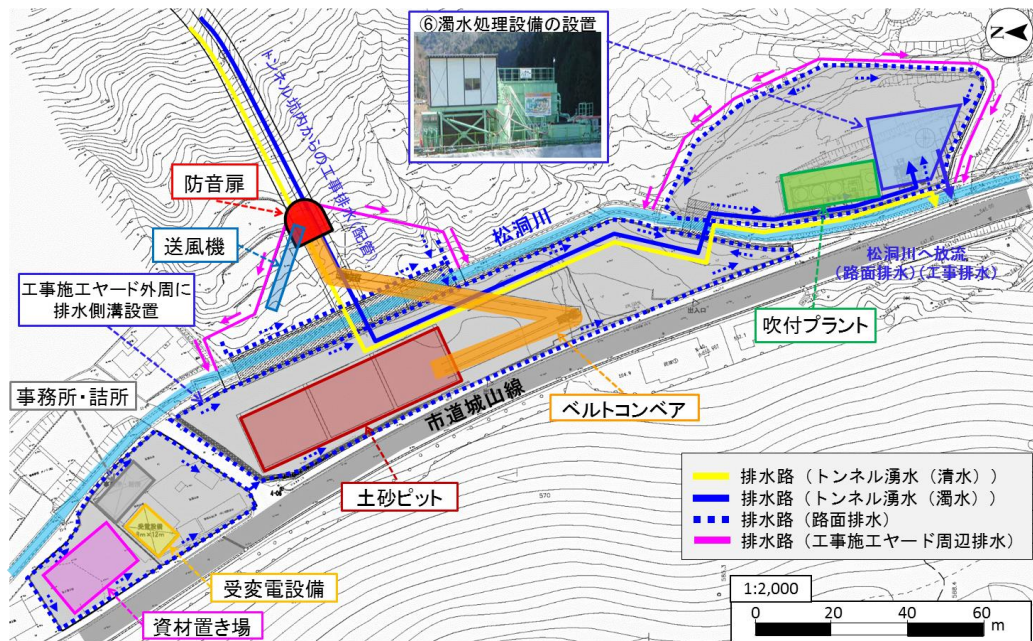 ⑥濁水処理設備の設置
Z
トンネル坑内からの工事排水(配管)
防音扉
送風機
松洞川
工事施工ヤード外周に
排水側溝設置
松洞川へ放流
(路面排水)(工事排水)
吹付プラント
出入口
事務所・詰所
市道城山線
ベルトコンベア
土砂ピット
570
受変電設備
資材置き場
排水路(トンネル湧水(清水))
排水路(トンネル湧水(濁水))
排水路(路面排水)
排水路(工事施工ヤード周辺排水)
1:2,000
0 20 40 60
m